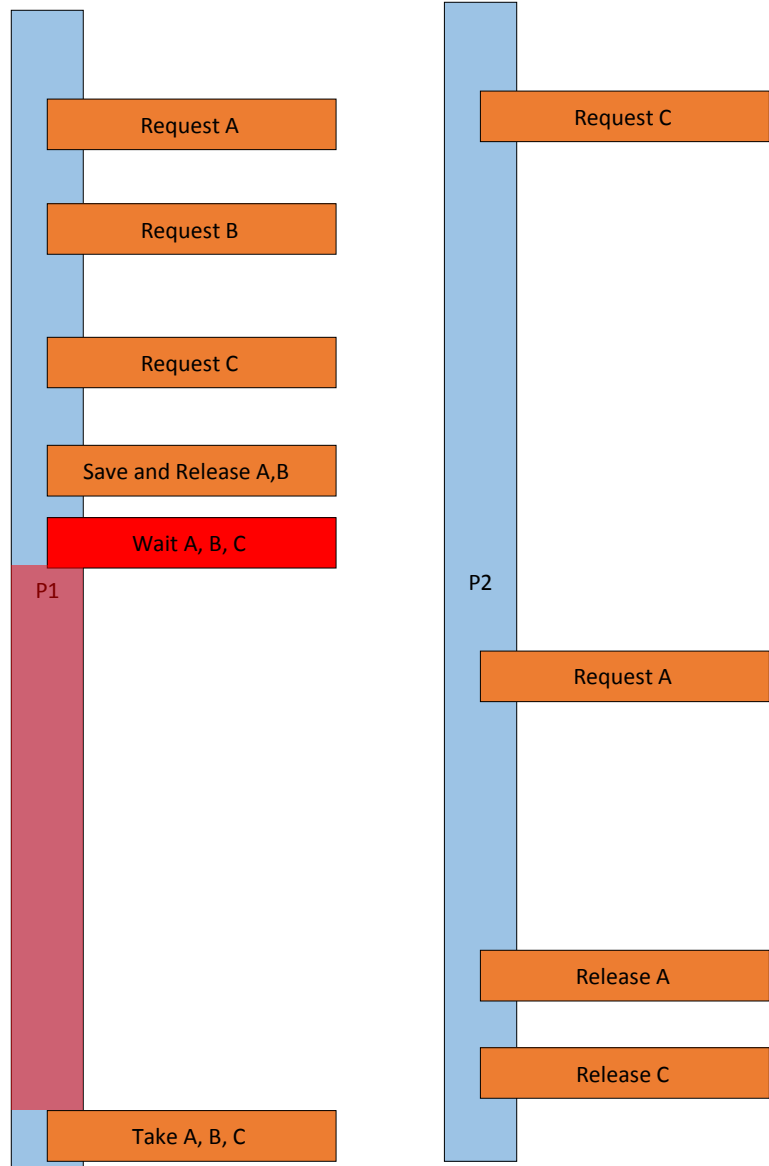 Request A
Request B
Request C
Save and Release A,B
Wait A, B, C
P1
Take A, B, C
Request C
P2
Request A
Release A
Release C